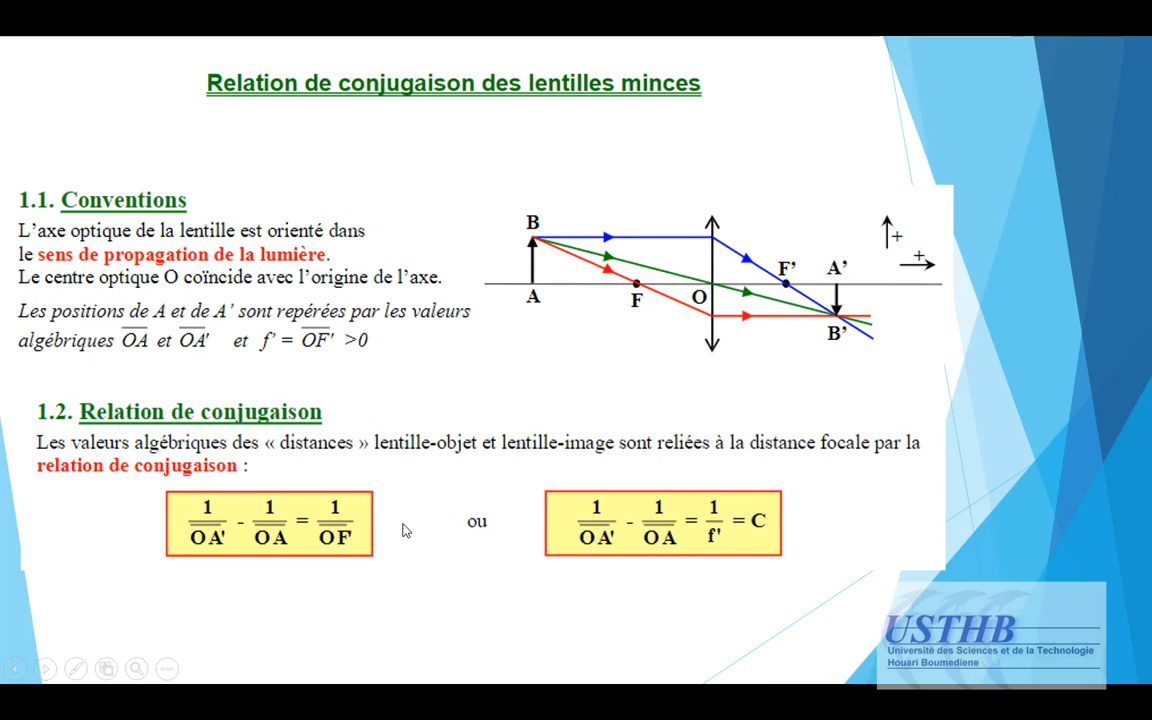 Relation de conjugaison des lentilles minces
1.1. Conventions
L’axe optique de la lentille est orienté dans
le sens de propagation de la lumière.
Le centre optique O coïncide avec l’origine de l’axe.
Les positions de A et de A’ sont repérées par les valeurs
algébriques OA et OA' et f' = OF' >0
B
A
F
O
F’
A’
B’
+
+
1.2. Relation de conjugaison
Les valeurs algébriques des « distances » lentille-objet et lentille-image sont reliées à la distance focale par la
relation de conjugaison :
1/OA' - 1/OA = 1/OF'
ou
1/OA' - 1/OA = 1/f' = C
USTHB
Université des Sciences et de la Technologie
Houari Boumediene